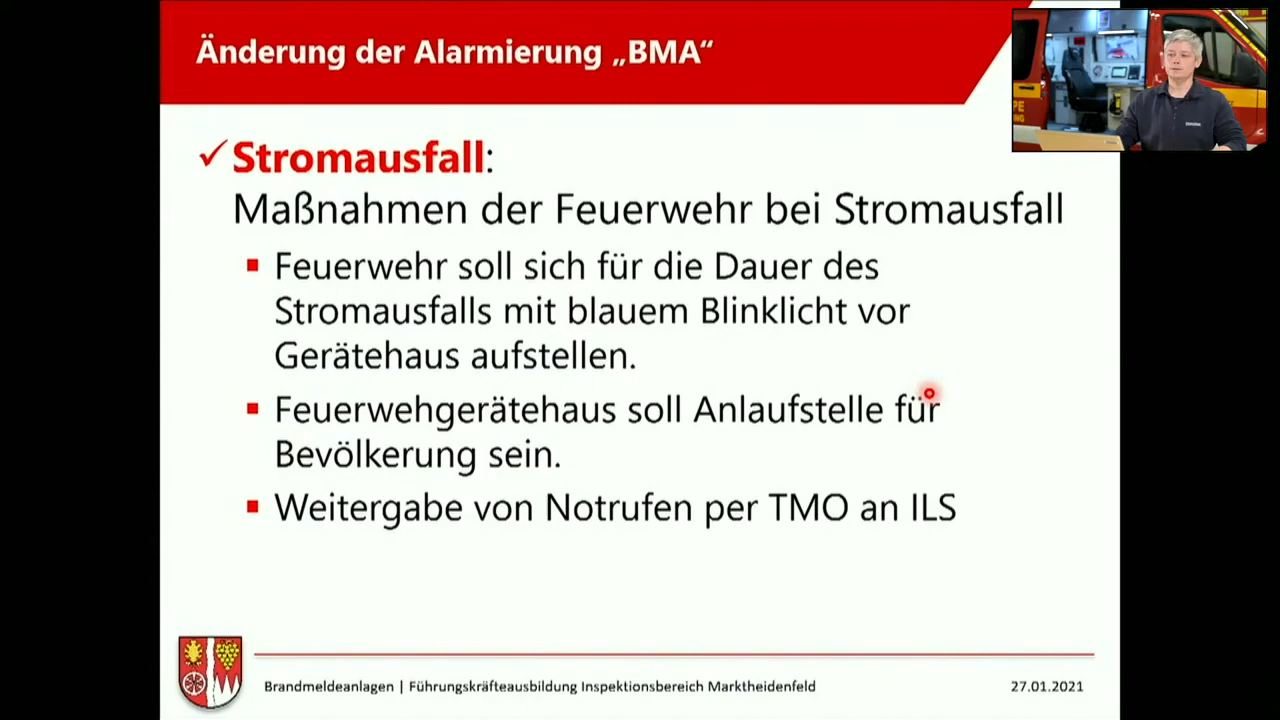 Änderung der Alarmierung „BMA“
Stromausfall:
Maßnahmen der Feuerwehr bei Stromausfall
Feuerwehr soll sich für die Dauer des
Stromausfalls mit blauem Blinklicht vor
Gerätehaus aufstellen.
Feuerwehgerätehaus soll Anlaufstelle für
Bevölkerung sein.
Weitergabe von Notrufen per TMO an ILS
Brandmeldeanlagen | Führungskräfteausbildung Inspektionsbereich Marktheidenfeld
27.01.2021